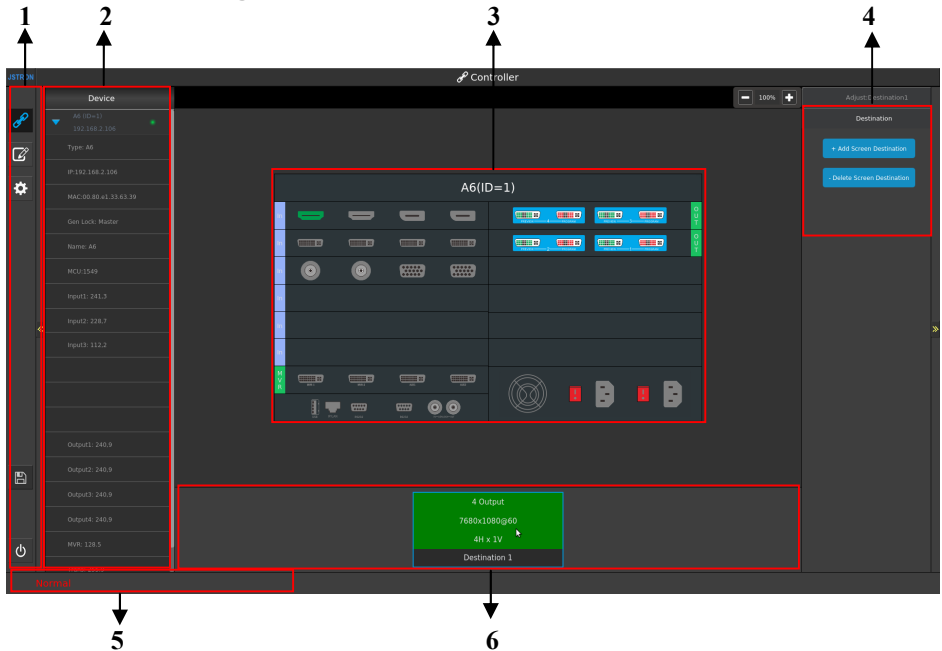 1
2
3
4
JSTRON
Controller
Device
100%
Adjust:Destination1
A6 (ID=1)
192.168.2.106
Destination
Type: A6
+ Add Screen Destination
IP:192.168.2.106
- Delete Screen Destination
MAC:00.80.e1.33.63.39
A6(ID=1)
Gen Lock: Master
OUT
Name: A6
OUT
MCU:1549
Input1: 241.3
Input2: 228.7
Input3: 112.2
MVR
Output1: 240.9
Output2: 240.9
Output3: 240.9
Output4: 240.9
MVR: 128.5
4 Output
7680x1080@60
4H x 1V
Destination 1
Normal
5
6